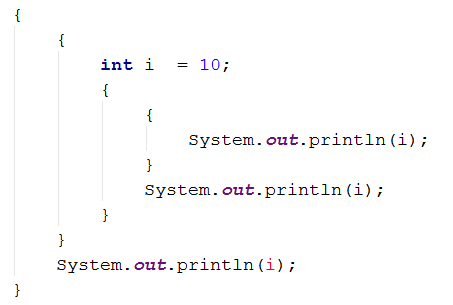 {
{
int i = 10;
{
{
System.out.println(i);
}
System.out.println(i);
}
}
System.out.println(i);
}